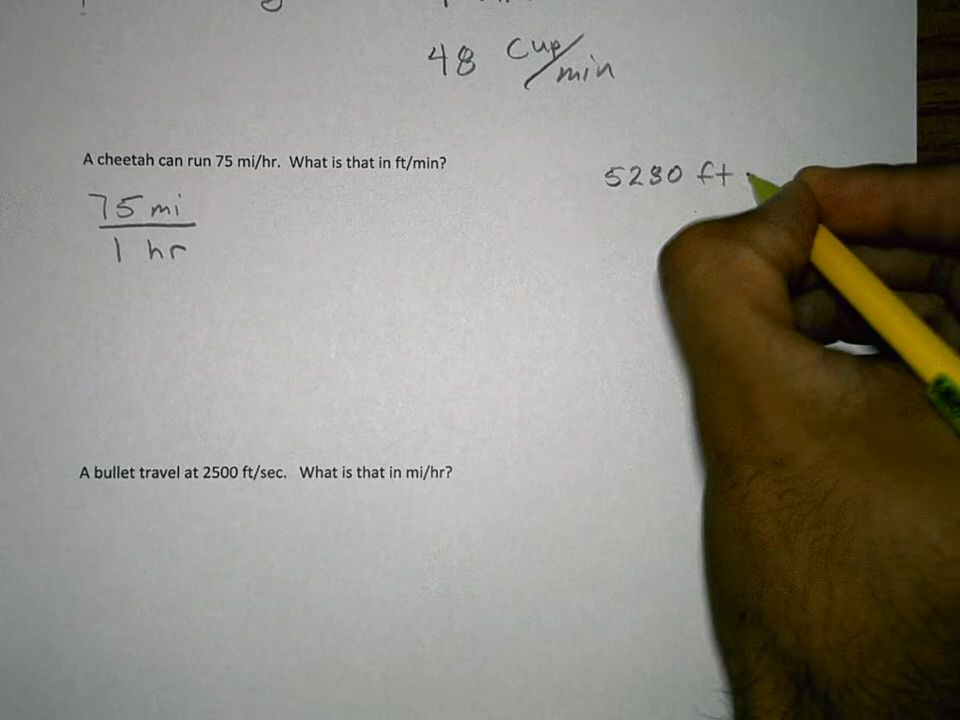 48 Cup/min
A cheetah can run 75 mi/hr. What is that in ft/min?
5280 ft
75 mi
1 hr
A bullet travel at 2500 ft/sec. What is that in mi/hr?